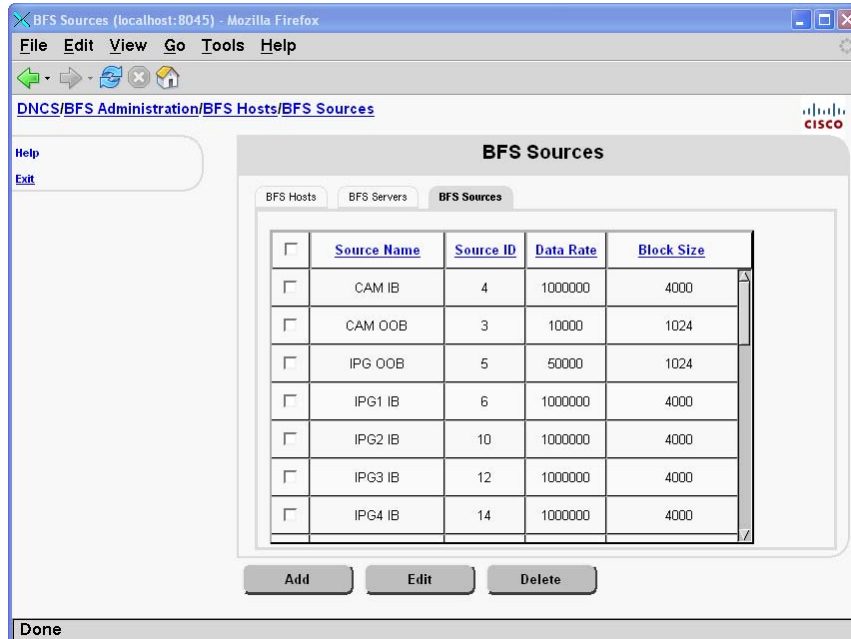 BFS Sources (localhost:8045) - Mozilla Firefox
File Edit View Go Tools Help
DNCS/BFS Administration/BFS Hosts/BFS Sources
CISCO
Help
Exit
BFS Sources
BFS Hosts BFS Servers BFS Sources
Source Name Source ID Data Rate Block Size
CAM IB 4 1000000 4000
CAM OOB 3 10000 1024
IPG OOB 5 50000 1024
IPG1 IB 6 1000000 4000
IPG2 IB 10 1000000 4000
IPG3 IB 12 1000000 4000
IPG4 IB 14 1000000 4000
Add Edit Delete
Done